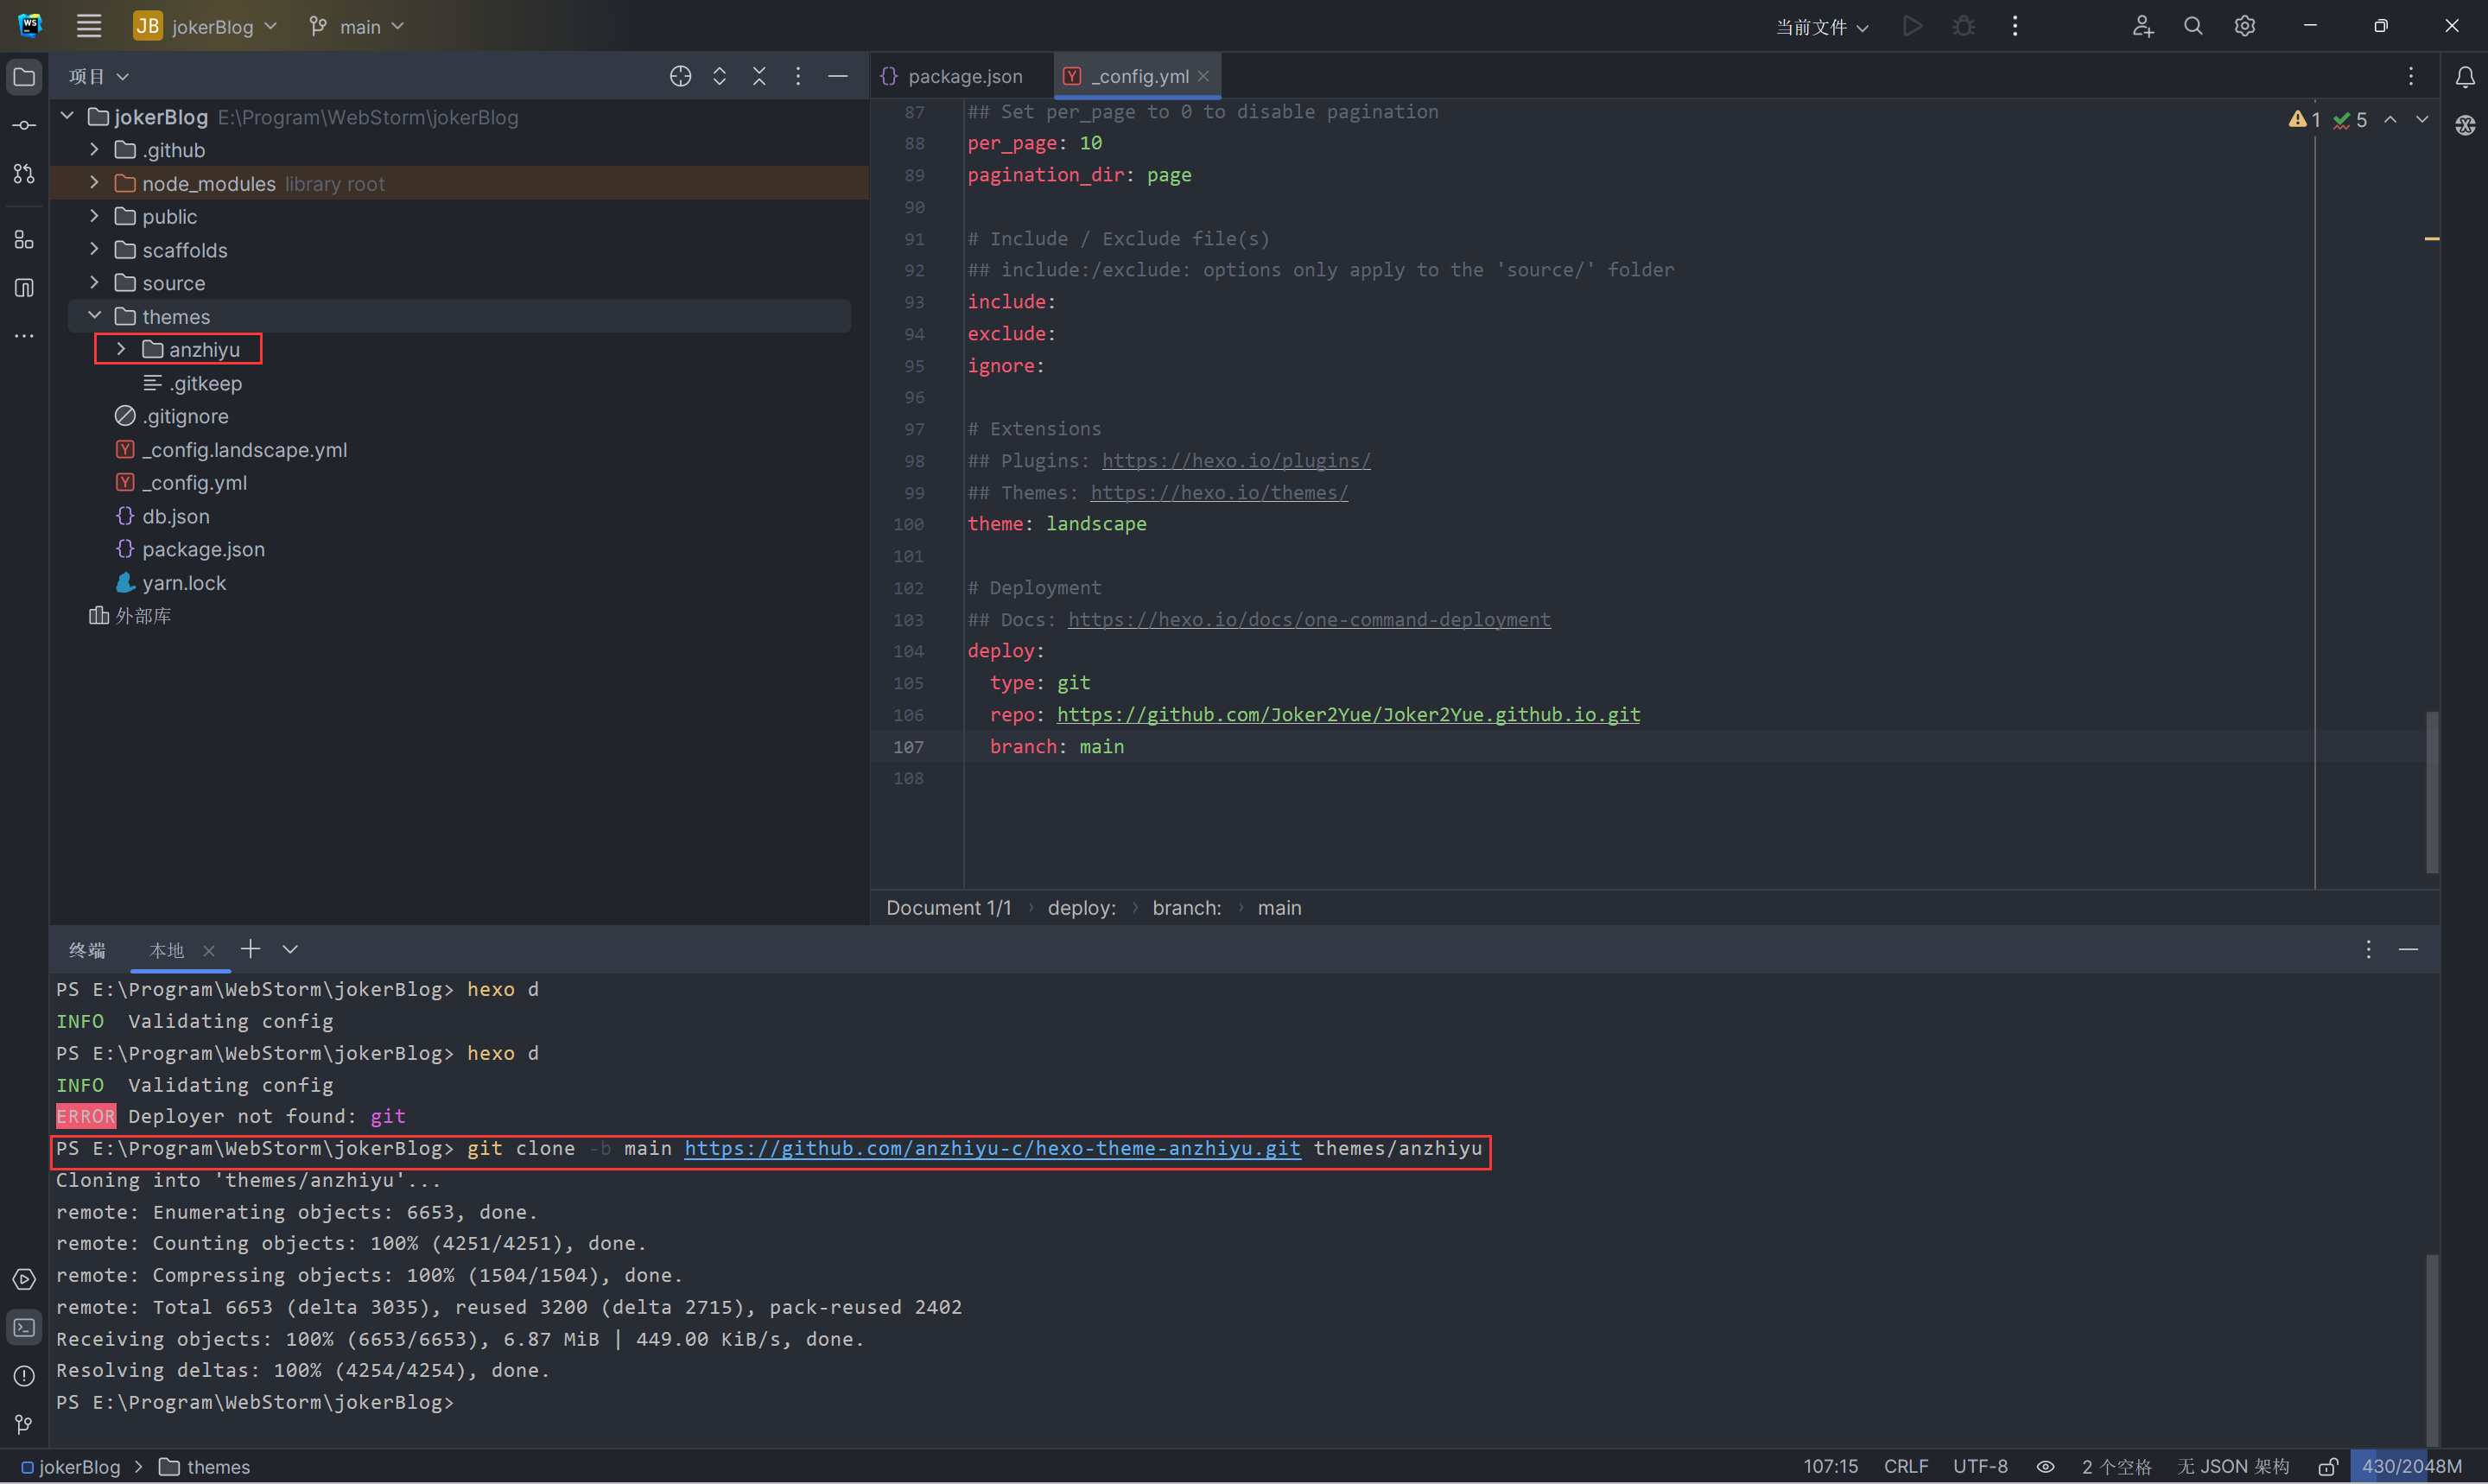 JB jokerBlog main 当前文件
项目
jokerBlog E:\Program\WebStorm\jokerBlog
.github
node_modules library root
public
scaffolds
source
themes
anzhiyu
.gitkeep
.gitignore
_config.landscape.yml
_config.yml
db.json
package.json
yarn.lock
外部库
package.json _config.yml
1 5
87 ## Set per_page to 0 to disable pagination
88 per_page: 10
89 pagination_dir: page
90
91 # Include / Exclude file(s)
92 ## include:/exclude: options only apply to the 'source/' folder
93 include:
94 exclude:
95 ignore:
96
97 # Extensions
98 ## Plugins: https://hexo.io/plugins/
99 ## Themes: https://hexo.io/themes/
100 theme: landscape
101
102 # Deployment
103 ## Docs: https://hexo.io/docs/one-command-deployment
104 deploy:
105 type: git
106 repo: https://github.com/Joker2Yue/Joker2Yue.github.io.git
107 branch: main
108
Document 1/1 › deploy: › branch: › main
终端 本地
PS E:\Program\WebStorm\jokerBlog> hexo d
INFO Validating config
PS E:\Program\WebStorm\jokerBlog> hexo d
INFO Validating config
ERROR Deployer not found: git
PS E:\Program\WebStorm\jokerBlog> git clone -b main https://github.com/anzhiyu-c/hexo-theme-anzhiyu.git themes/anzhiyu
Cloning into 'themes/anzhiyu'...
remote: Enumerating objects: 6653, done.
remote: Counting objects: 100% (4251/4251), done.
remote: Compressing objects: 100% (1504/1504), done.
remote: Total 6653 (delta 3035), reused 3200 (delta 2715), pack-reused 2402
Receiving objects: 100% (6653/6653), 6.87 MiB | 449.00 KiB/s, done.
Resolving deltas: 100% (4254/4254), done.
PS E:\Program\WebStorm\jokerBlog>
jokerBlog › themes 107:15 CRLF UTF-8 2 个空格 无 JSON 架构 430/2048M